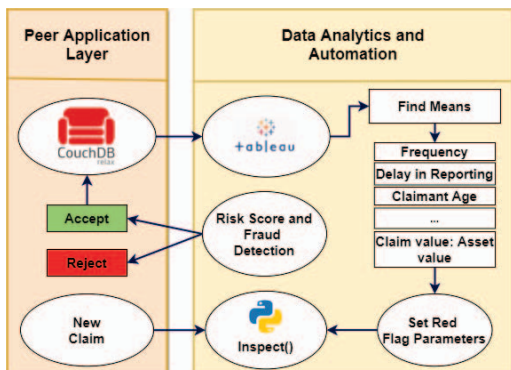 Peer Application
Layer
Data Analytics and
Automation
CouchDB
relax
+ableau
Find Means
Frequency
Delay in Reporting
Claimant Age
...
Claim value: Asset
value
Accept
Reject
Risk Score and
Fraud
Detection
New
Claim
Inspect()
Set Red
Flag Parameters